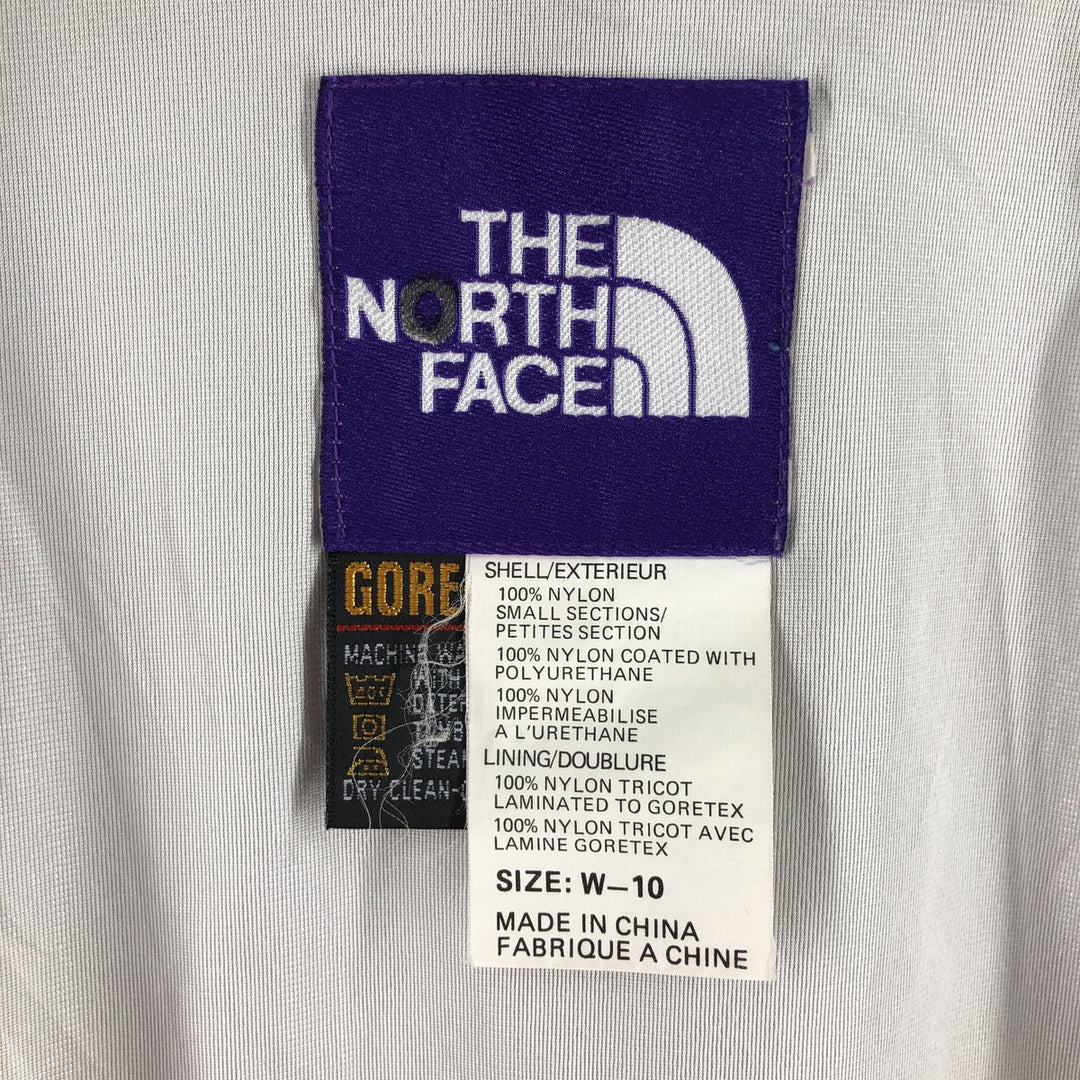 THE
NORTH
FACE
GORE
MACHINE
WITH
STEAM
DRY CLEAN
SHELL/EXTERIEUR
100% NYLON
SMALL SECTIONS/
PETITES SECTION
100% NYLON COATED WITH
POLYURETHANE
100% NYLON
IMPERMEABILISE
A L'URETHANE
LINING/DOUBLURE
100% NYLON TRICOT
LAMINATED TO GORETEX
100% NYLON TRICOT AVEC
LAMINE GORETEX
SIZE: W—10
MADE IN CHINA
FABRIQUE A CHINE